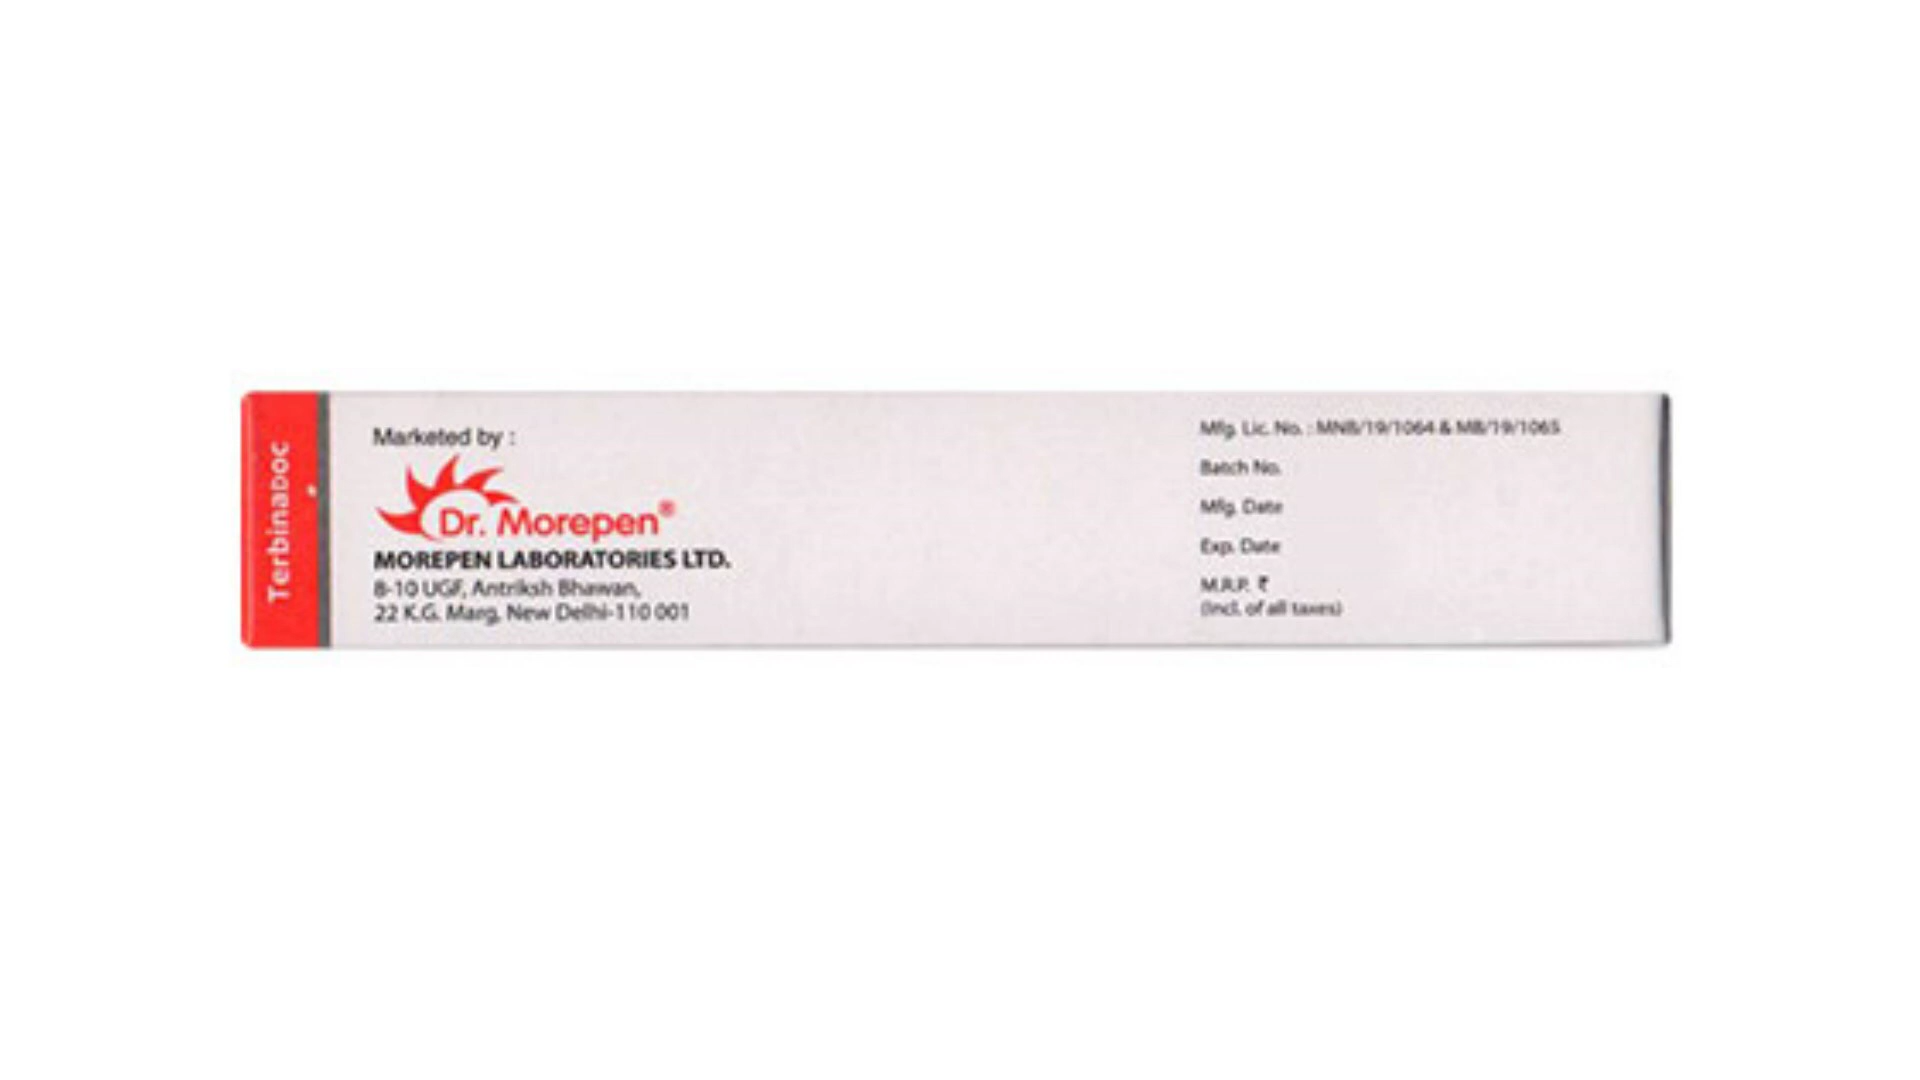 Terbinadoc
Marketed by :
Dr. Morepen®
MOREPEN LABORATORIES LTD.
8-10 UGF, Antriksh Bhawan,
22 K.G. Marg, New Delhi-110 001
Mfg. Lic. No. : MNB/19/1064 & MB/19/1065
Batch No.
Mfg. Date
Exp. Date
M.R.P. ₹
(Incl. of all taxes)